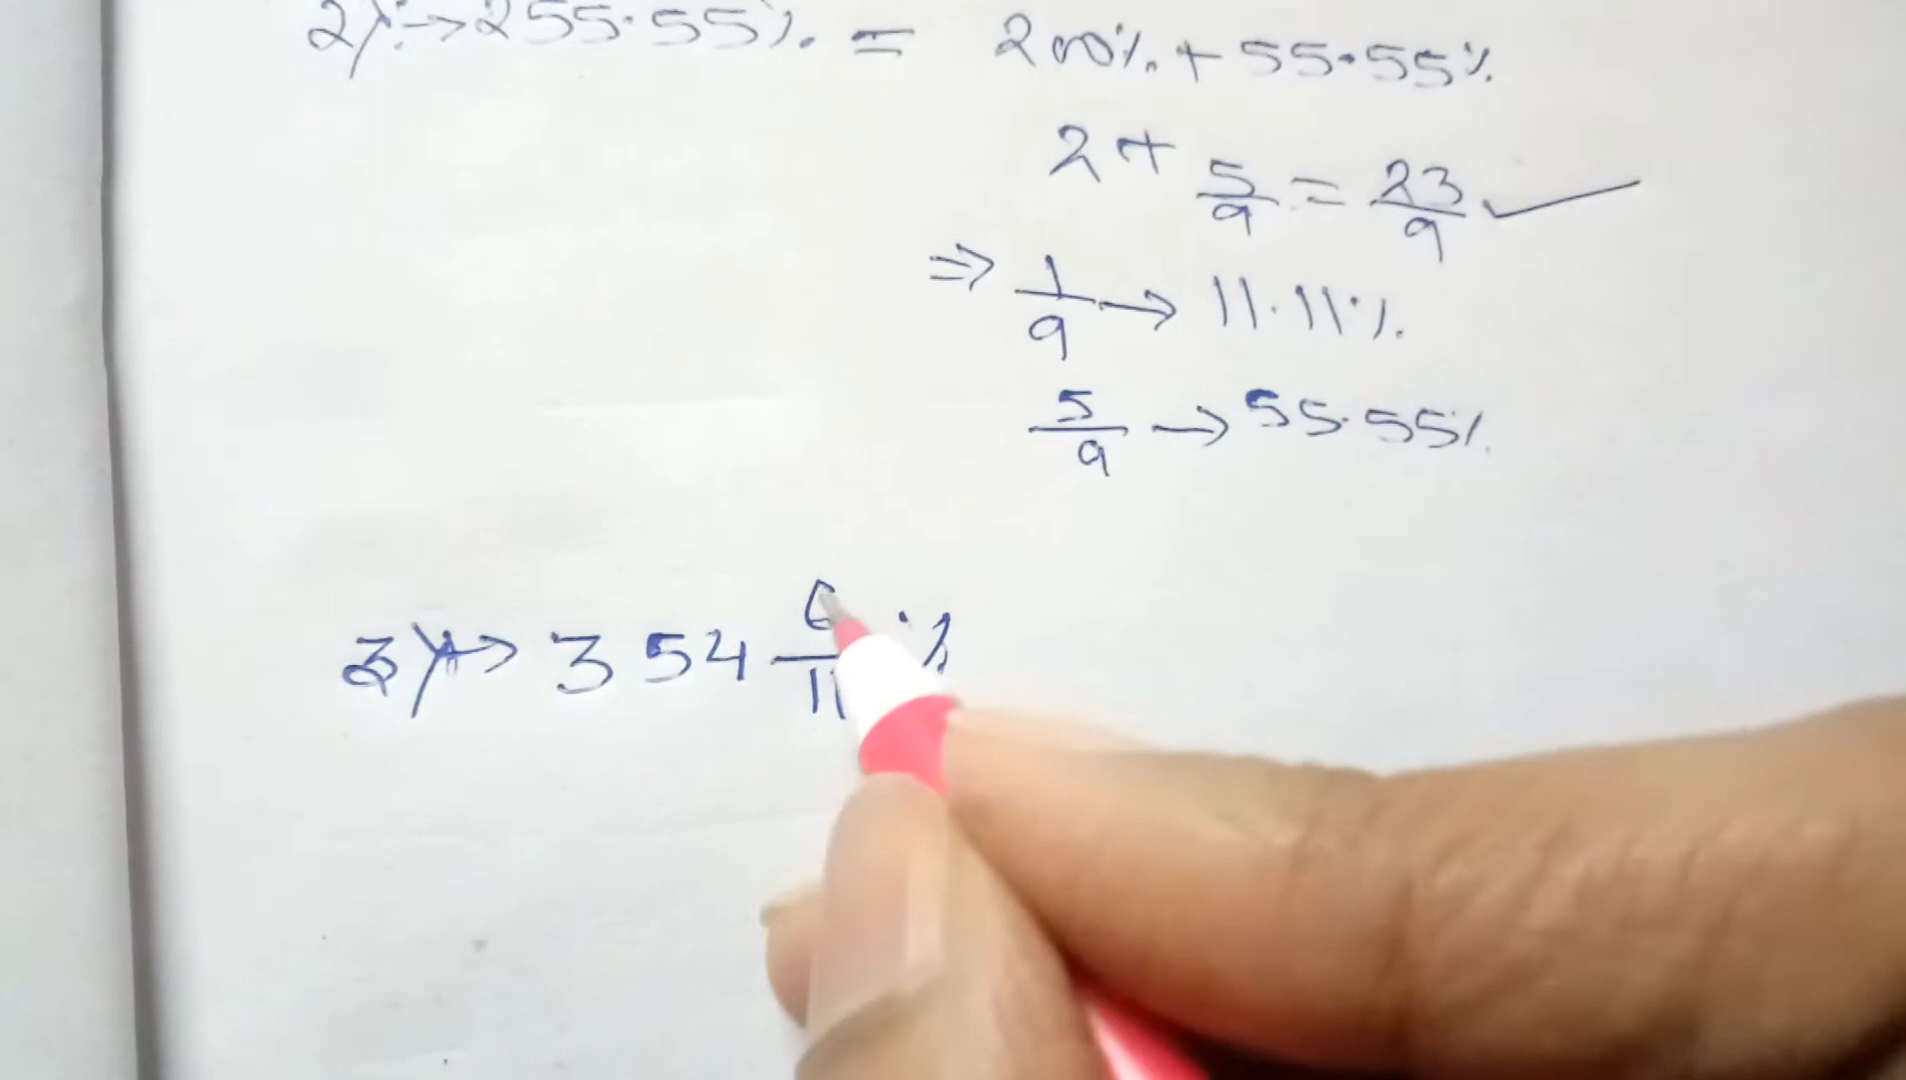 2) → 255.55% = 200% + 55.55%
2 + 5/9 = 23/9 ✓
⇒ 1/9 → 11.11%
5/9 → 55.55%
3) → 354 6/11 %